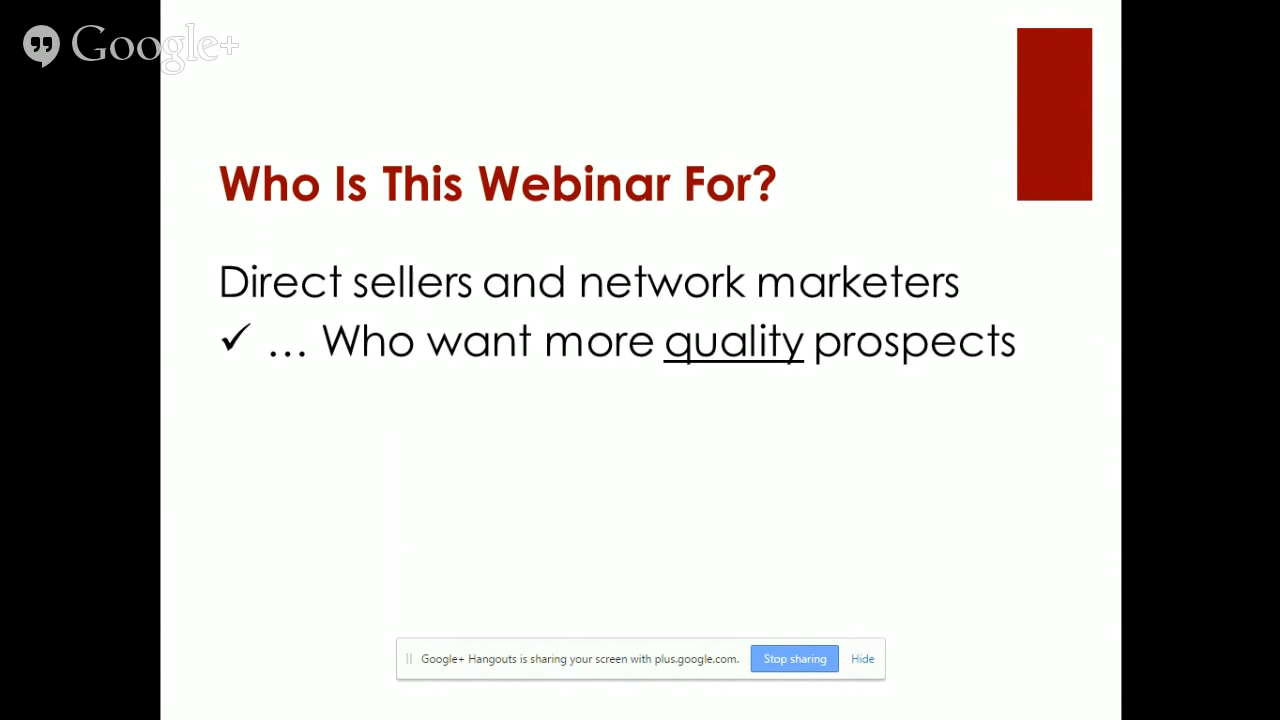 Google+
Who Is This Webinar For?
Direct sellers and network marketers
✓ ... Who want more quality prospects
Google+ Hangouts is sharing your screen with plus.google.com. Stop sharing Hide